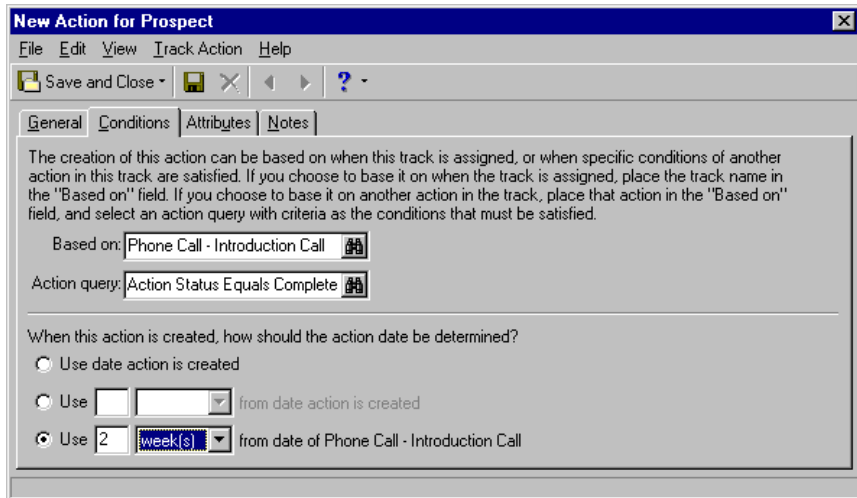 New Action for Prospect
File Edit View Track Action Help
Save and Close ?
General Conditions Attributes Notes
The creation of this action can be based on when this track is assigned, or when specific conditions of another
action in this track are satisfied. If you choose to base it on when the track is assigned, place the track name in
the "Based on" field. If you choose to base it on another action in the track, place that action in the "Based on"
field, and select an action query with criteria as the conditions that must be satisfied.
Based on: Phone Call - Introduction Call
Action query: Action Status Equals Complete
When this action is created, how should the action date be determined?
Use date action is created
Use from date action is created
Use 2 week(s) from date of Phone Call - Introduction Call